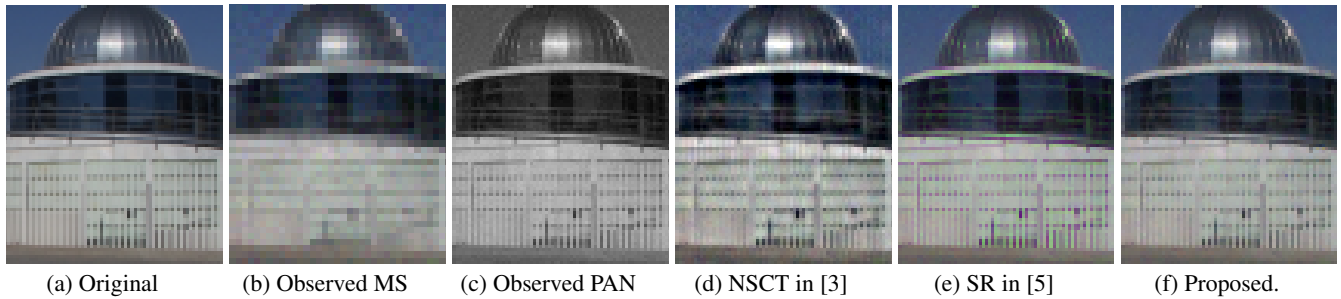 (a) Original
(b) Observed MS
(c) Observed PAN
(d) NSCT in [3]
(e) SR in [5]
(f) Proposed.